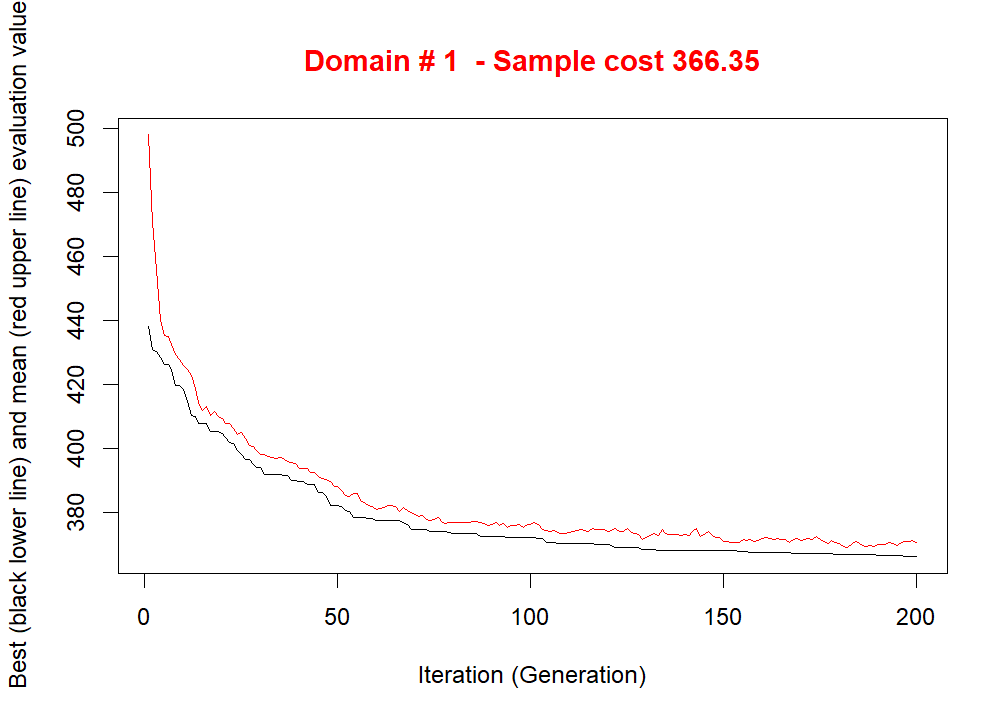 Domain # 1  - Sample cost 366.35
Best (black lower line) and mean (red upper line) evaluation value
500
480
460
440
420
400
380
0 50 100 150 200
Iteration (Generation)